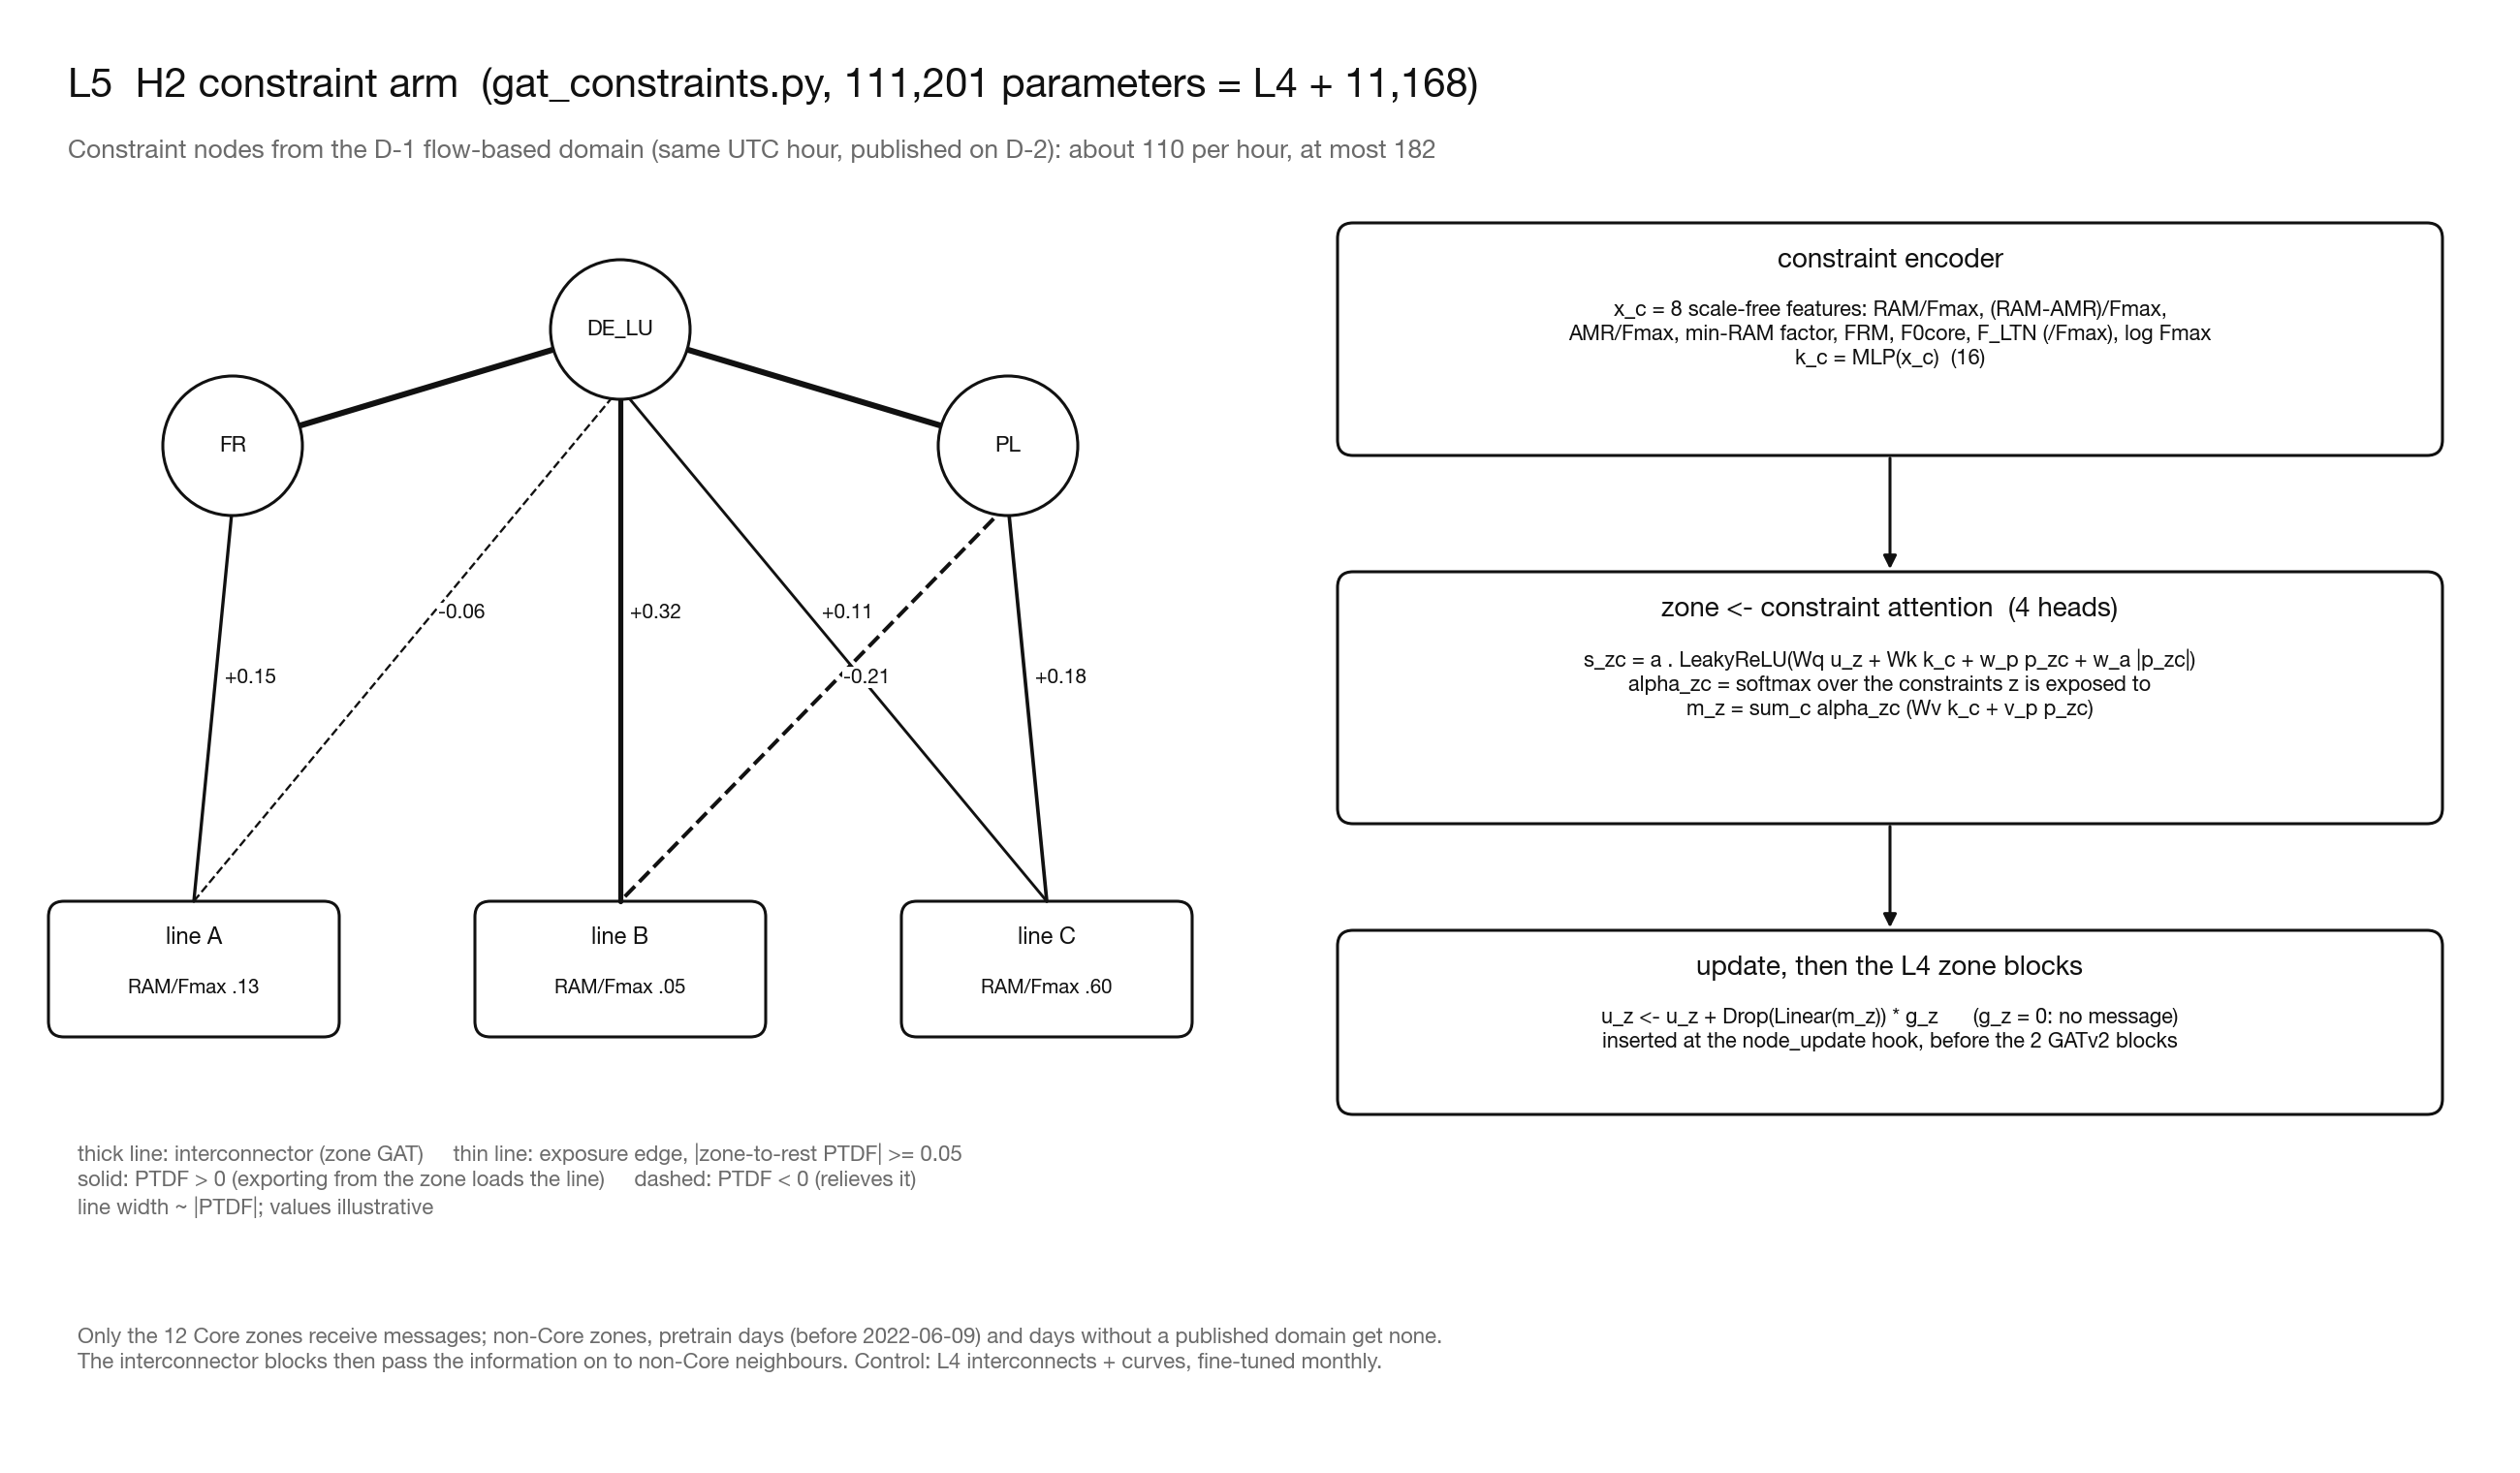 L5  H2 constraint arm  (gat_constraints.py, 111,201 parameters = L4 + 11,168)
Constraint nodes from the D-1 flow-based domain (same UTC hour, published on D-2): about 110 per hour, at most 182
DE_LU
FR
PL
-0.06
+0.32
+0.11
+0.15
-0.21
+0.18
line A
RAM/Fmax .13
line B
RAM/Fmax .05
line C
RAM/Fmax .60
thick line: interconnector (zone GAT)     thin line: exposure edge, |zone-to-rest PTDF| >= 0.05
solid: PTDF > 0 (exporting from the zone loads the line)     dashed: PTDF < 0 (relieves it)
line width ~ |PTDF|; values illustrative
constraint encoder
x_c = 8 scale-free features: RAM/Fmax, (RAM-AMR)/Fmax,
AMR/Fmax, min-RAM factor, FRM, F0core, F_LTN (/Fmax), log Fmax
k_c = MLP(x_c)  (16)
zone <- constraint attention  (4 heads)
s_zc = a . LeakyReLU(Wq u_z + Wk k_c + w_p p_zc + w_a |p_zc|)
alpha_zc = softmax over the constraints z is exposed to
m_z = sum_c alpha_zc (Wv k_c + v_p p_zc)
update, then the L4 zone blocks
u_z <- u_z + Drop(Linear(m_z)) * g_z      (g_z = 0: no message)
inserted at the node_update hook, before the 2 GATv2 blocks
Only the 12 Core zones receive messages; non-Core zones, pretrain days (before 2022-06-09) and days without a published domain get none.
The interconnector blocks then pass the information on to non-Core neighbours. Control: L4 interconnects + curves, fine-tuned monthly.